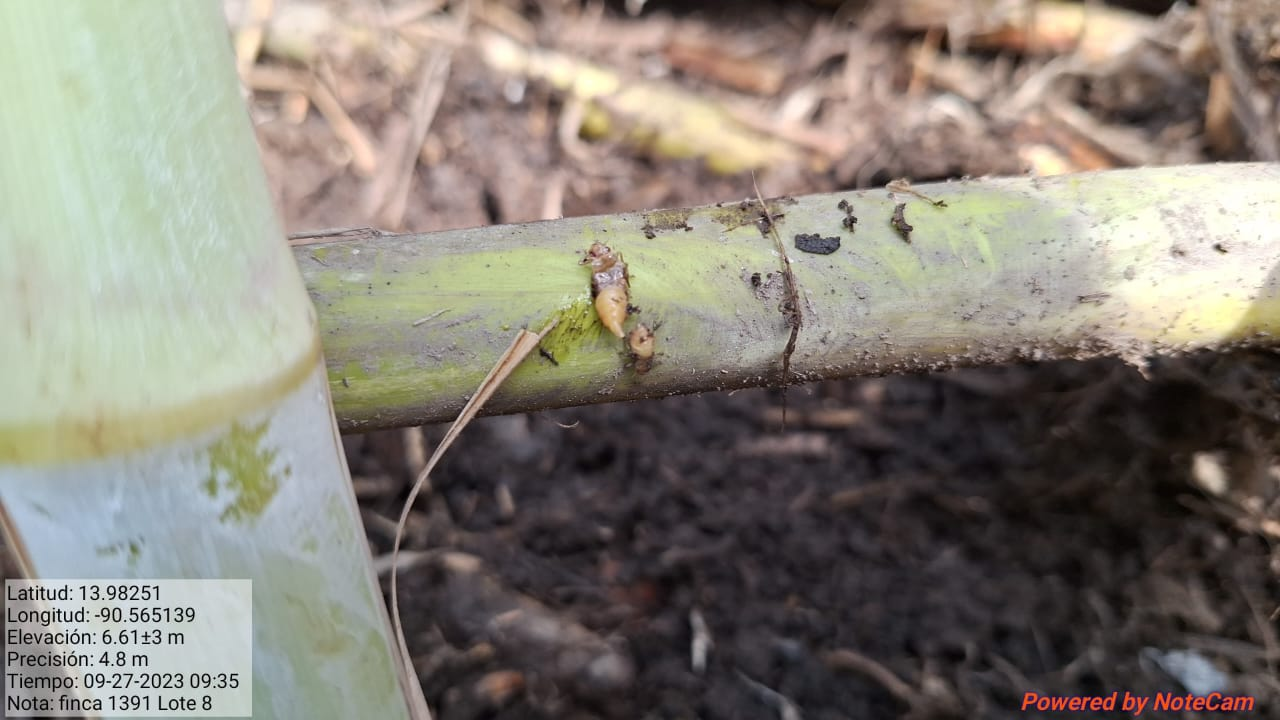 Latitud: 13.98251
Longitud: -90.565139
Elevación: 6.61±3 m
Precisión: 4.8 m
Tiempo: 09-27-2023 09:35
Nota: finca 1391 Lote 8
Powered by NoteCam